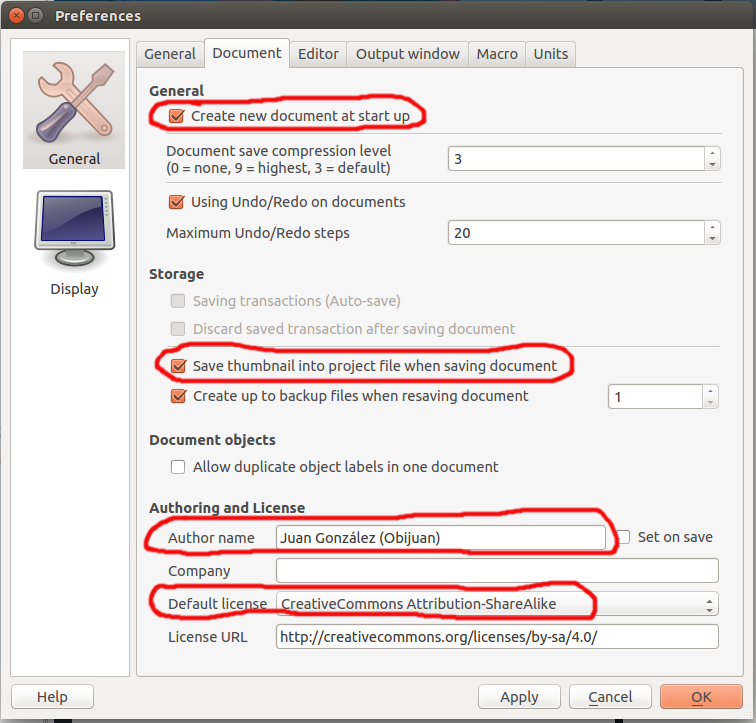 Preferences
General
Display
General Document Editor Output window Macro Units
General
Create new document at start up
Document save compression level
(0 = none, 9 = highest, 3 = default)
3
Using Undo/Redo on documents
Maximum Undo/Redo steps
20
Storage
Saving transactions (Auto-save)
Discard saved transaction after saving document
Save thumbnail into project file when saving document
Create up to backup files when resaving document
1
Document objects
Allow duplicate object labels in one document
Authoring and License
Author name Juan González (Obijuan) Set on save
Company
Default license CreativeCommons Attribution-ShareAlike
License URL http://creativecommons.org/licenses/by-sa/4.0/
Help Apply Cancel OK